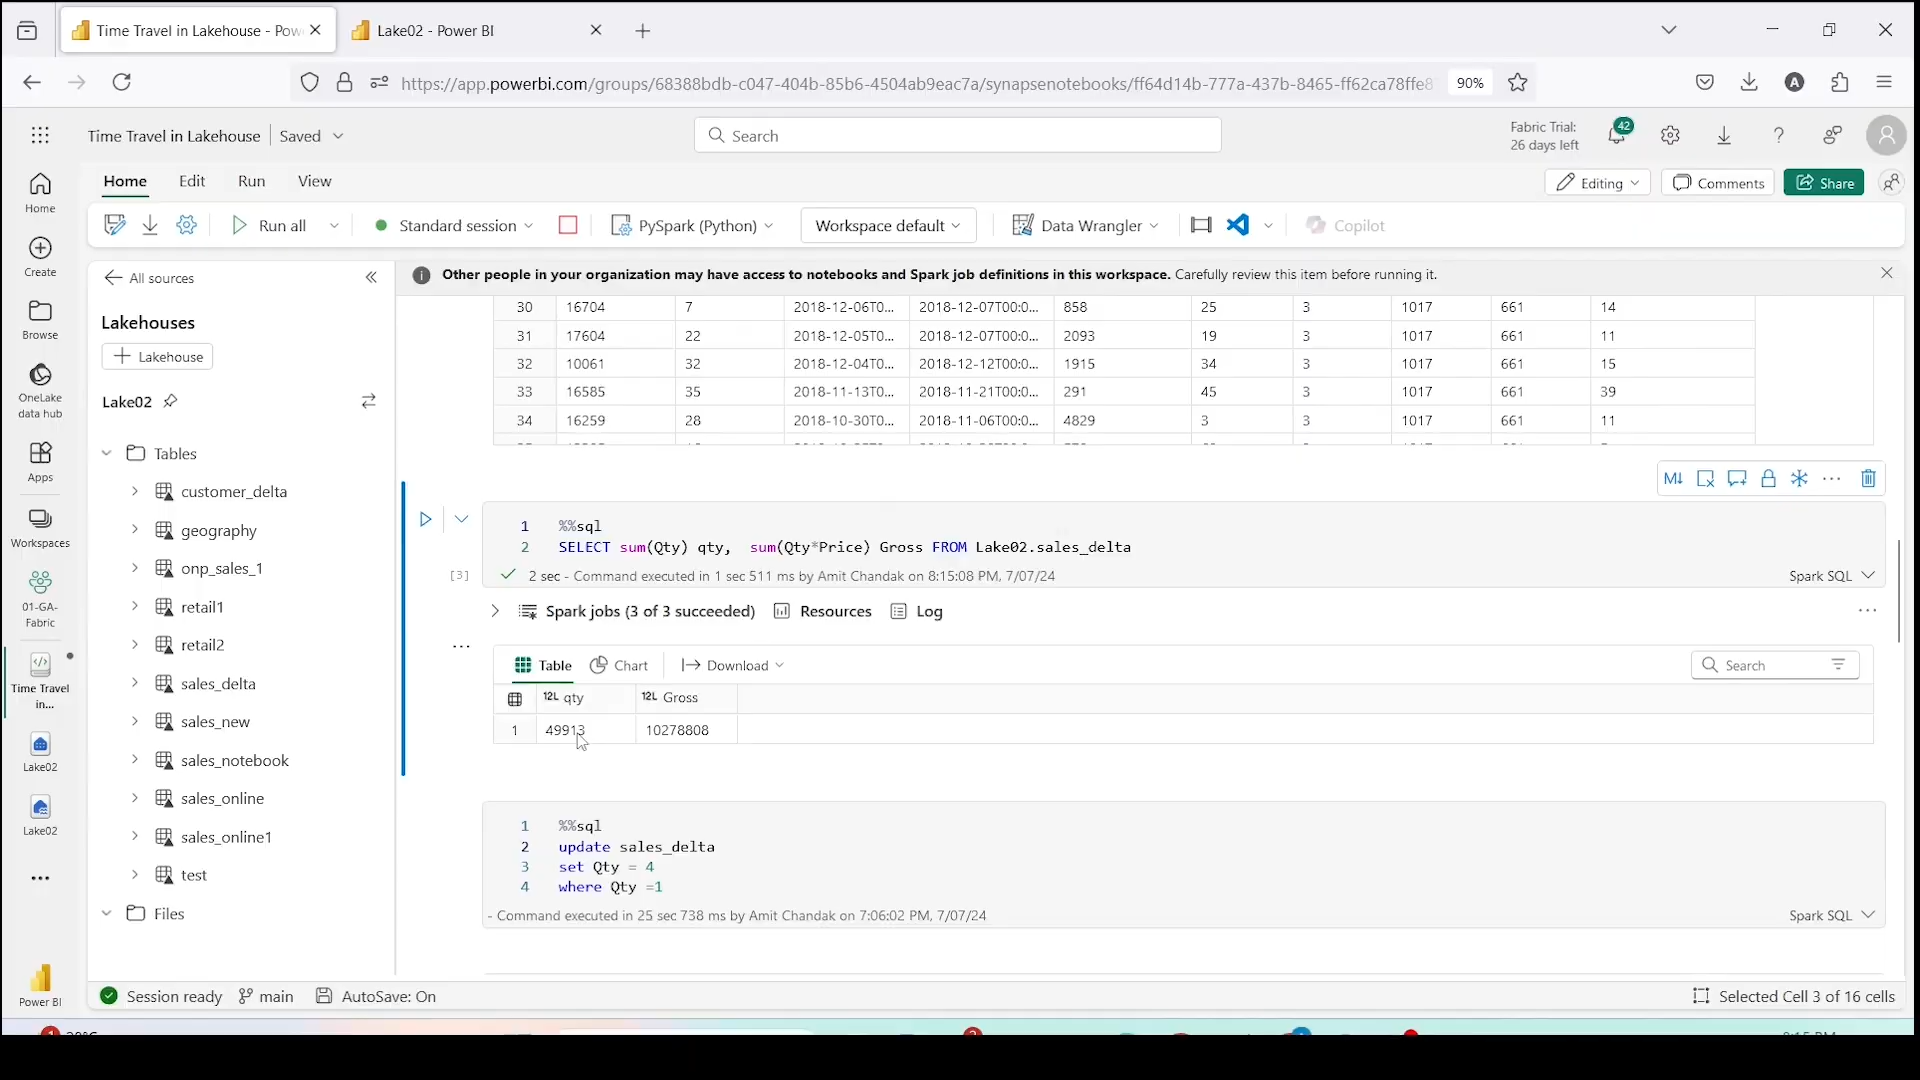 Time Travel in Lakehouse - Pow
Lake02 - Power BI
https://app.powerbi.com/groups/68388bdb-c047-404b-85b6-4504ab9eac7a/synapsenotebooks/ff64d14b-777a-437b-8465-ff62ca78ffe8
90%
A
Time Travel in Lakehouse
Saved
Search
Fabric Trial:
26 days left
42
Home
Edit
Run
View
Editing
Comments
Share
Run all
Standard session
PySpark (Python)
Workspace default
Data Wrangler
Copilot
Home
Create
Browse
OneLake
data hub
Apps
Workspaces
01-GA-
Fabric
Time Travel
in...
Lake02
Lake02
Power BI
All sources
Lakehouses
Lakehouse
Lake02
Tables
customer_delta
geography
onp_sales_1
retail1
retail2
sales_delta
sales_new
sales_notebook
sales_online
sales_online1
test
Files
Other people in your organization may have access to notebooks and Spark job definitions in this workspace. Carefully review this item before running it.
30 16704 7 2018-12-06T0... 2018-12-07T00:0... 858 25 3 1017 661 14
31 17604 22 2018-12-05T0... 2018-12-07T00:0... 2093 19 3 1017 661 11
32 10061 32 2018-12-04T0... 2018-12-12T00:0... 1915 34 3 1017 661 15
33 16585 35 2018-11-13T0... 2018-11-21T00:0... 291 45 3 1017 661 39
34 16259 28 2018-10-30T0... 2018-11-06T00:0... 4829 3 3 1017 661 11
M↓
1 %%sql
2 SELECT sum(Qty) qty, sum(Qty*Price) Gross FROM Lake02.sales_delta
[3]
2 sec - Command executed in 1 sec 511 ms by Amit Chandak on 8:15:08 PM, 7/07/24
Spark SQL
Spark jobs (3 of 3 succeeded)
Resources
Log
Table
Chart
Download
Search
12L qty
12L Gross
1 49913 10278808
1 %%sql
2 update sales_delta
3 set Qty = 4
4 where Qty =1
- Command executed in 25 sec 738 ms by Amit Chandak on 7:06:02 PM, 7/07/24
Spark SQL
Session ready
main
AutoSave: On
Selected Cell 3 of 16 cells